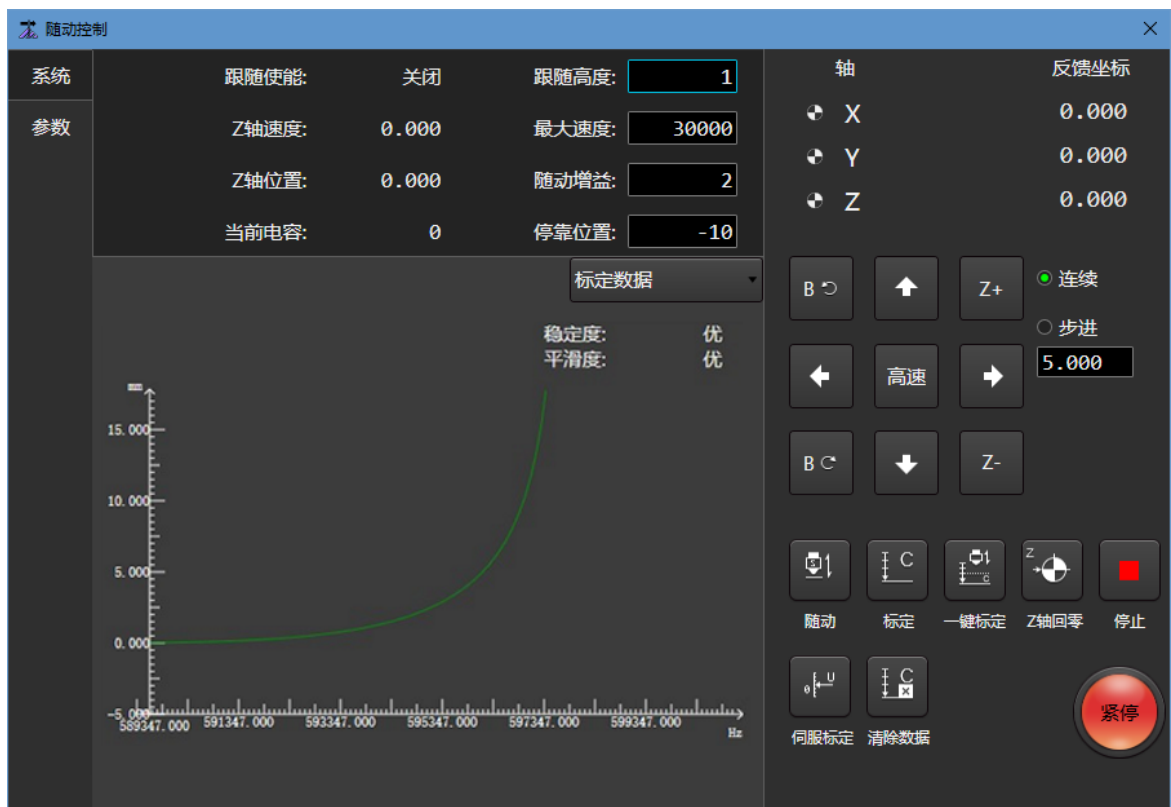 随动控制
系统
参数
跟随使能: 关闭 跟随高度: 1
Z轴速度: 0.000 最大速度: 30000
Z轴位置: 0.000 随动增益: 2
当前电容: 0 停靠位置: -10
标定数据
稳定度: 优
平滑度: 优
mm
15.000
10.000
5.000
0.000
-5.000
589347.000 591347.000 593347.000 595347.000 597347.000 599347.000
Hz
轴 反馈坐标
X 0.000
Y 0.000
Z 0.000
B Z+
连续
步进
5.000
高速
B Z-
S C C Z
随动 标定 一键标定 Z轴回零 停止
0 U C
伺服标定 清除数据
紧停